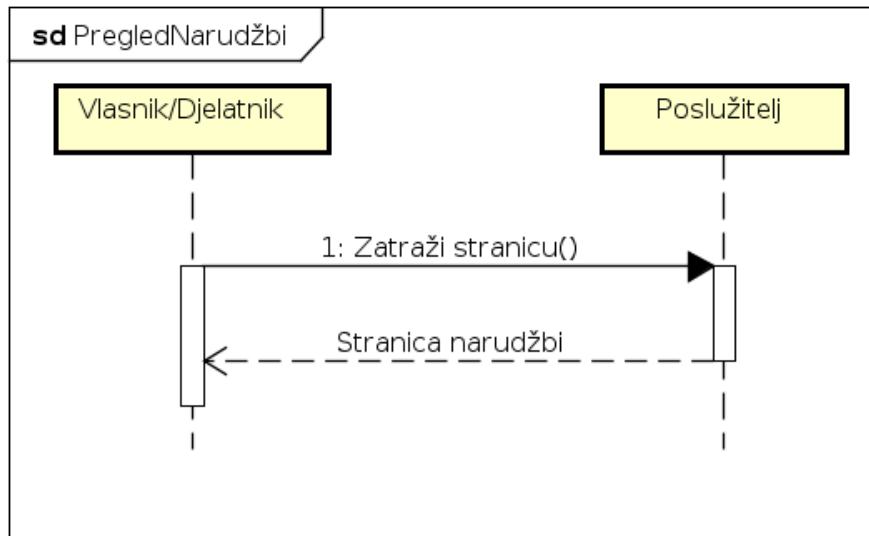 sd PregledNarudžbi
Vlasnik/Djelatnik
Poslužitelj
1: Zatraži stranicu()
Stranica narudžbi